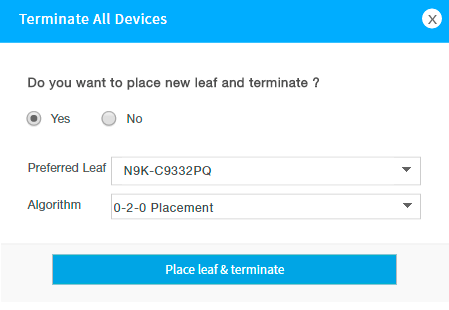 Terminate All Devices
X
Do you want to place new leaf and terminate ?
Yes No
Preferred Leaf N9K-C9332PQ
Algorithm 0-2-0 Placement
Place leaf & terminate